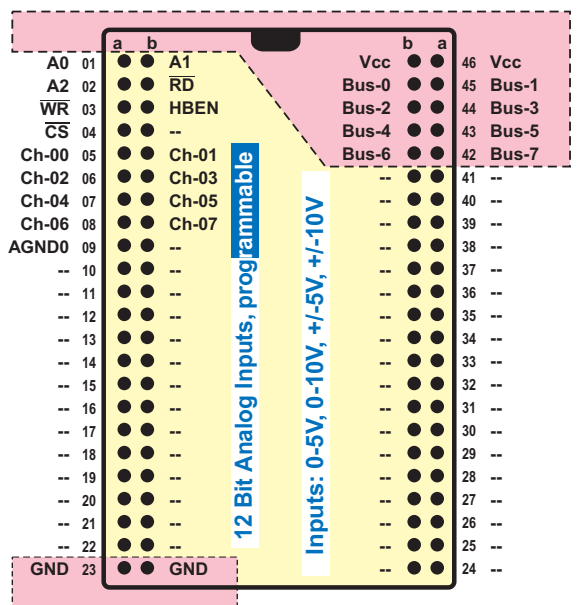 a b b a
A0 01 A1 Vcc 46 Vcc
A2 02 R̅D̅ Bus-0 45 Bus-1
W̅R̅ 03 HBEN Bus-2 44 Bus-3
C̅S̅ 04 -- Bus-4 43 Bus-5
Ch-00 05 Ch-01 Bus-6 42 Bus-7
Ch-02 06 Ch-03 -- 41 --
Ch-04 07 Ch-05 -- 40 --
Ch-06 08 Ch-07 -- 39 --
AGND0 09 -- -- 38 --
-- 10 -- -- 37 --
-- 11 -- -- 36 --
-- 12 -- -- 35 --
-- 13 -- -- 34 --
-- 14 -- -- 33 --
-- 15 -- -- 32 --
-- 16 -- -- 31 --
-- 17 -- -- 30 --
-- 18 -- -- 29 --
-- 19 -- -- 28 --
-- 20 -- -- 27 --
-- 21 -- -- 26 --
-- 22 -- -- 25 --
GND 23 GND -- 24 --
12 Bit Analog Inputs, programmable
Inputs: 0-5V, 0-10V, +/-5V, +/-10V